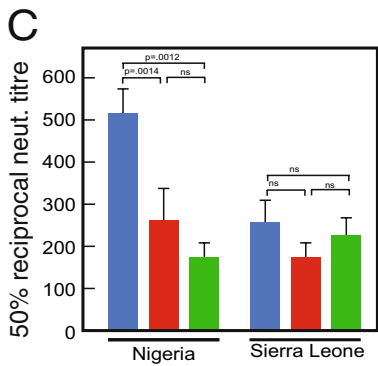 C
50% reciprocal neut. titre
600
500
400
300
200
100
0
p=.0012
p=.0014
ns
ns
ns
ns
Nigeria
Sierra Leone